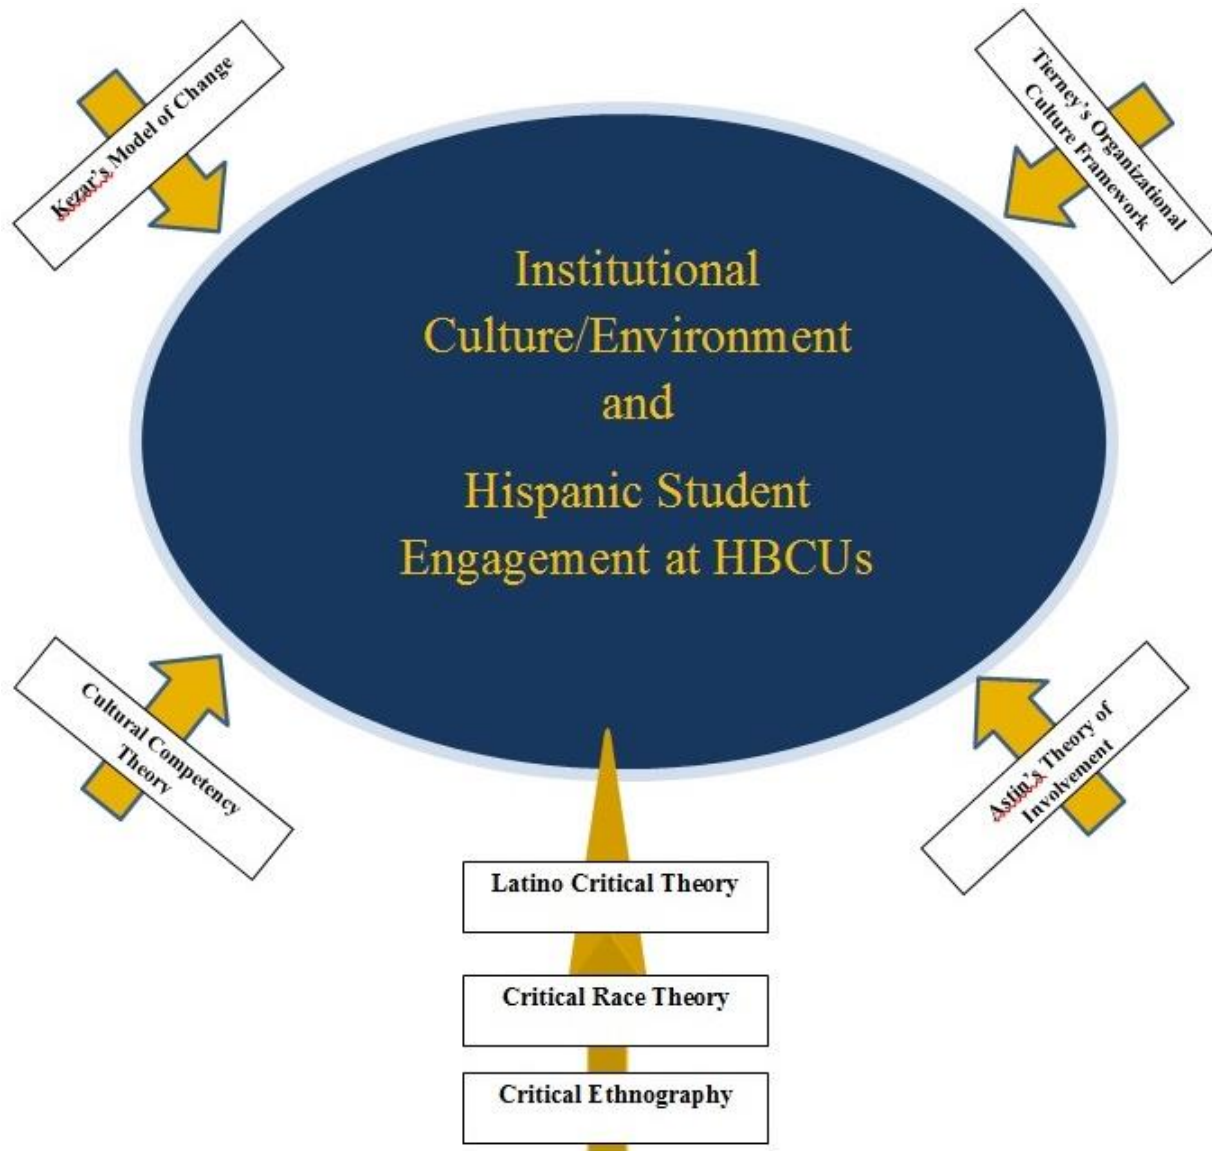 Kezar's Model of Change
Tierney's Organizational
Culture Framework
Institutional
Culture/Environment
and
Hispanic Student
Engagement at HBCUs
Cultural Competency
Theory
Astin's Theory of
Involvement
Latino Critical Theory
Critical Race Theory
Critical Ethnography